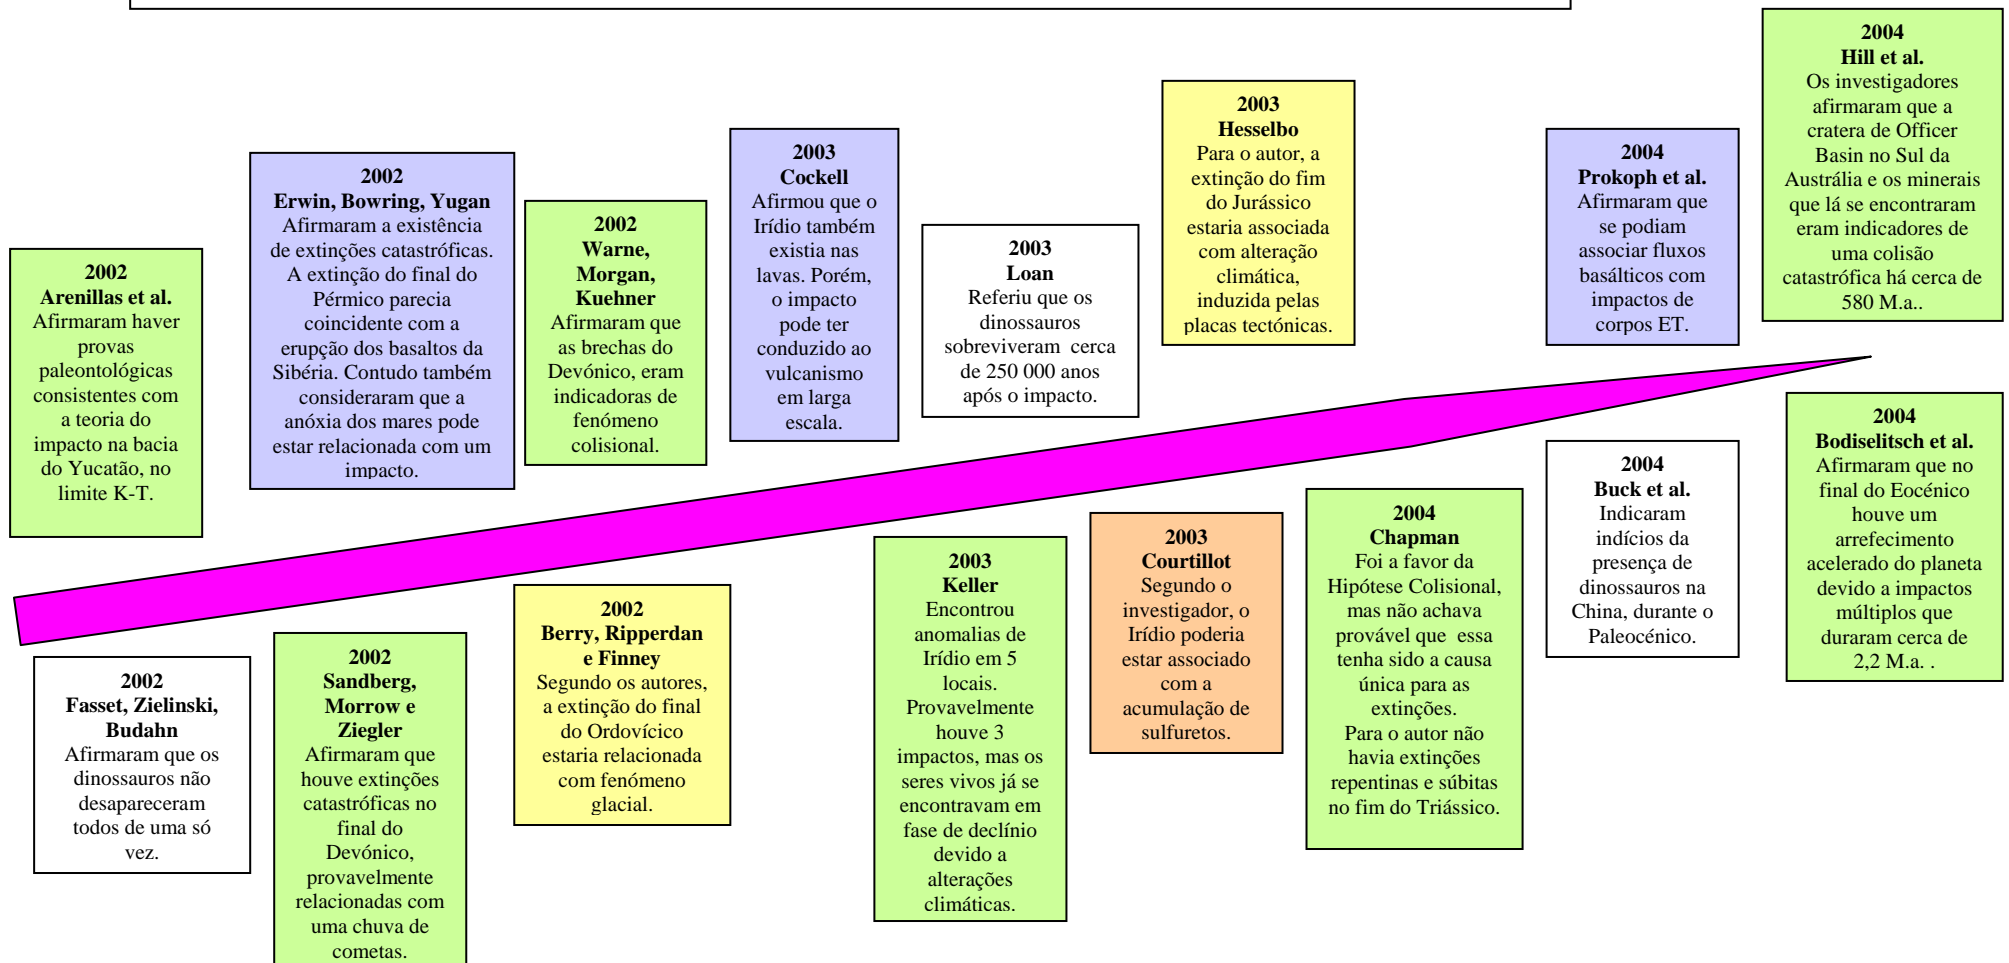 2002
Arenillas et al.
Afirmaram haver
provas
paleontológicas
consistentes com
a teoria do
impacto na bacia
do Yucatão, no
limite K-T.
2002
Erwin, Bowring, Yugan
Afirmaram a existência
de extinções catastróficas.
A extinção do final do
Pérmico parecia
coincidente com a
erupção dos basaltos da
Sibéria. Contudo também
consideraram que a
anóxia dos mares pode
estar relacionada com um
impacto.
2002
Warne,
Morgan,
Kuehner
Afirmaram que
as brechas do
Devónico, eram
indicadoras de
fenómeno
colisional.
2003
Cockell
Afirmou que o
Irídio também
existia nas
lavas. Porém,
o impacto
pode ter
conduzido ao
vulcanismo
em larga
escala.
2003
Loan
Referiu que os
dinossauros
sobreviveram cerca
de 250 000 anos
após o impacto.
2003
Hesselbo
Para o autor, a
extinção do fim
do Jurássico
estaria associada
com alteração
climática,
induzida pelas
placas tectónicas.
2004
Prokoph et al.
Afirmaram que
se podiam
associar fluxos
basálticos com
impactos de
corpos ET.
2004
Hill et al.
Os investigadores
afirmaram que a
cratera de Officer
Basin no Sul da
Austrália e os minerais
que lá se encontraram
eram indicadores de
uma colisão
catastrófica há cerca de
580 M.a..
2002
Fasset, Zielinski,
Budahn
Afirmaram que os
dinossauros não
desapareceram
todos de uma só
vez.
2002
Sandberg,
Morrow e
Ziegler
Afirmaram que
houve extinções
catastróficas no
final do
Devónico,
provavelmente
relacionadas com
uma chuva de
cometas.
2002
Berry, Ripperdan
e Finney
Segundo os autores,
a extinção do final
do Ordovícico
estaria relacionada
com fenómeno
glacial.
2003
Keller
Encontrou
anomalias de
Irídio em 5
locais.
Provavelmente
houve 3
impactos, mas os
seres vivos já se
encontravam em
fase de declínio
devido a
alterações
climáticas.
2003
Courtillot
Segundo o
investigador, o
Irídio poderia
estar associado
com a
acumulação de
sulfuretos.
2004
Chapman
Foi a favor da
Hipótese Colisional,
mas não achava
provável que essa
tenha sido a causa
única para as
extinções.
Para o autor não
havia extinções
repentinas e súbitas
no fim do Triássico.
2004
Buck et al.
Indicaram
indícios da
presença de
dinossauros na
China, durante o
Paleocénico.
2004
Bodiselitsch et al.
Afirmaram que no
final do Eocénico
houve um
arrefecimento
acelerado do planeta
devido a impactos
múltiplos que
duraram cerca de
2,2 M.a. .